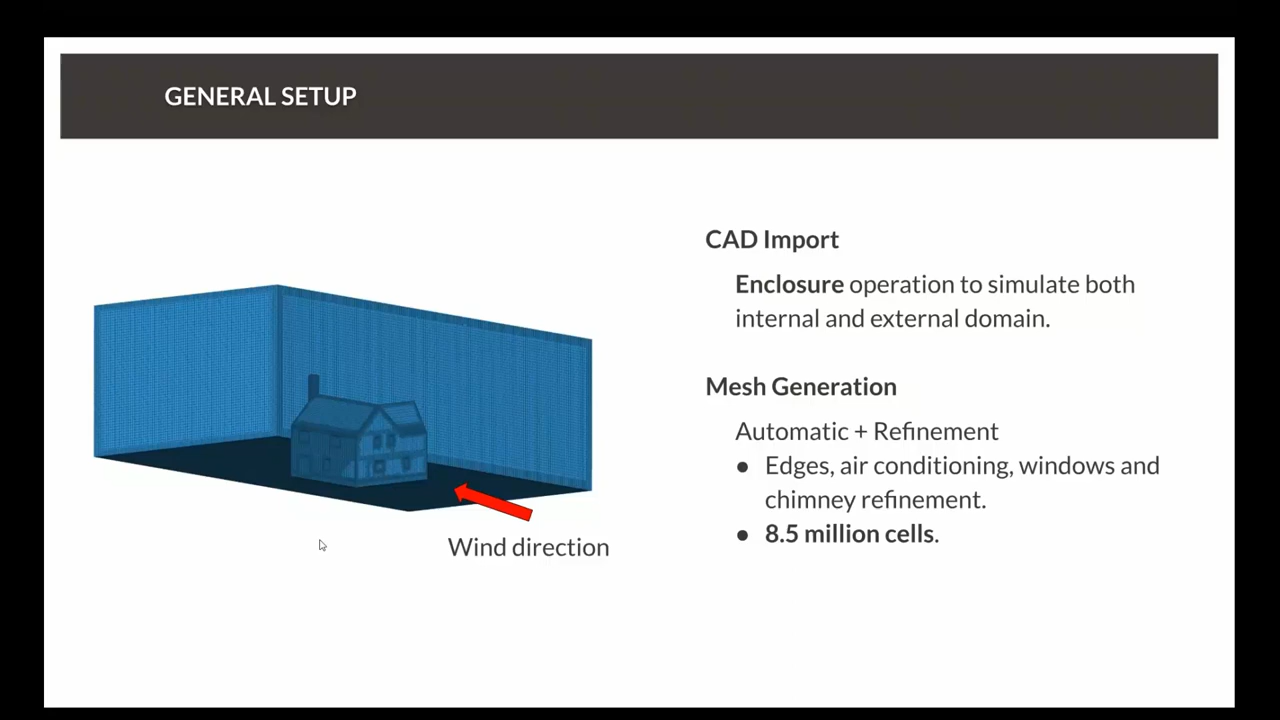 GENERAL SETUP
CAD Import
Enclosure operation to simulate both
internal and external domain.
Mesh Generation
Automatic + Refinement
● Edges, air conditioning, windows and
chimney refinement.
● 8.5 million cells.
Wind direction